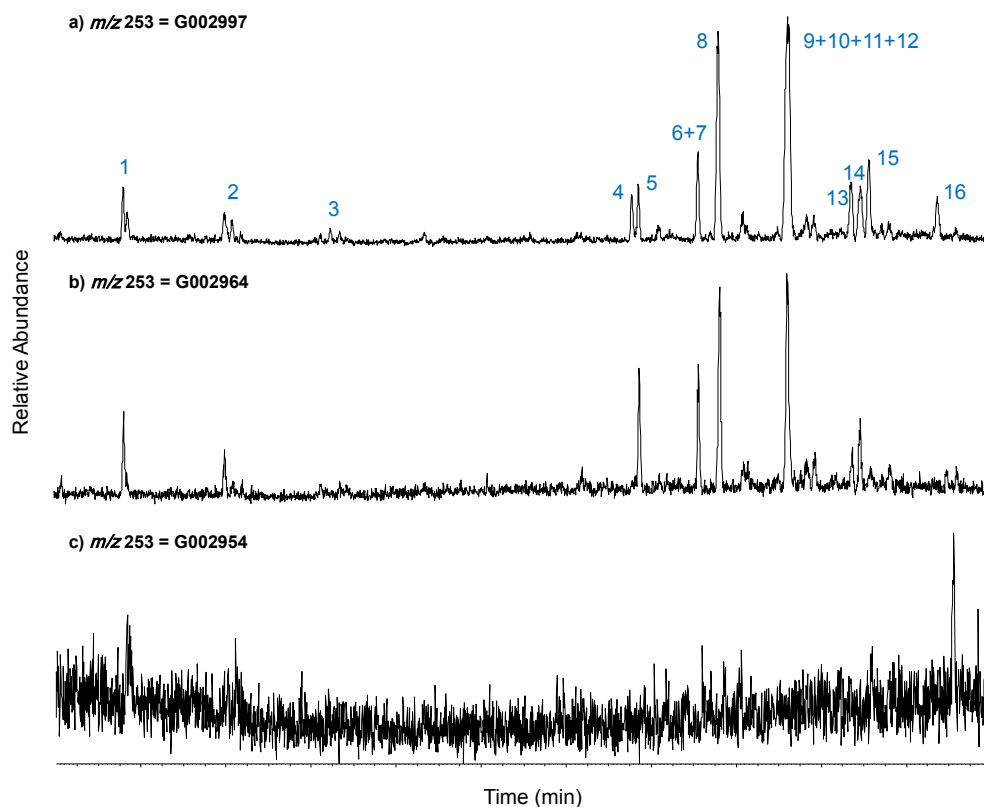 a) m/z 253 = G002997
1
2
3
4
5
6+7
8
9+10+11+12
13
14
15
16
b) m/z 253 = G002964
c) m/z 253 = G002954
Relative Abundance
Time (min)